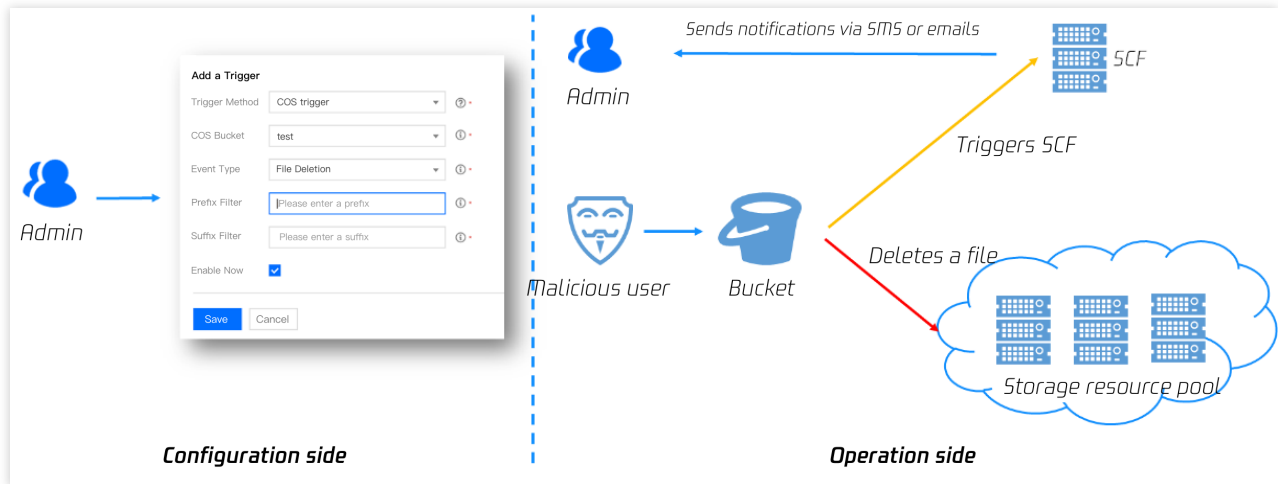 Add a Trigger
Trigger Method
COS trigger
COS Bucket
test
Event Type
File Deletion
Prefix Filter
Please enter a prefix
Suffix Filter
Please enter a suffix
Enable Now
Save
Cancel
Admin
Configuration side
Sends notifications via SMS or emails
Admin
SCF
Triggers SCF
Malicious user
Bucket
Deletes a file
Storage resource pool
Operation side